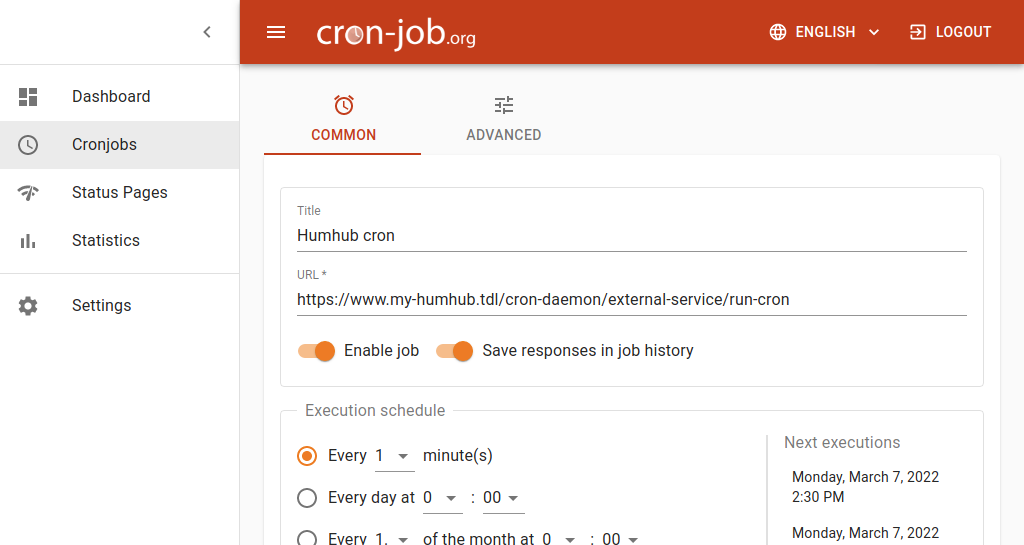 cron-job.org
ENGLISH
LOGOUT
Dashboard
Cronjobs
Status Pages
Statistics
Settings
COMMON
ADVANCED
Title
Humhub cron
URL *
https://www.my-humhub.tdl/cron-daemon/external-service/run-cron
Enable job
Save responses in job history
Execution schedule
Every 1 minute(s)
Every day at 0 : 00
Every 1. of the month at 0 : 00
Next executions
Monday, March 7, 2022
2:30 PM
Monday, March 7, 2022